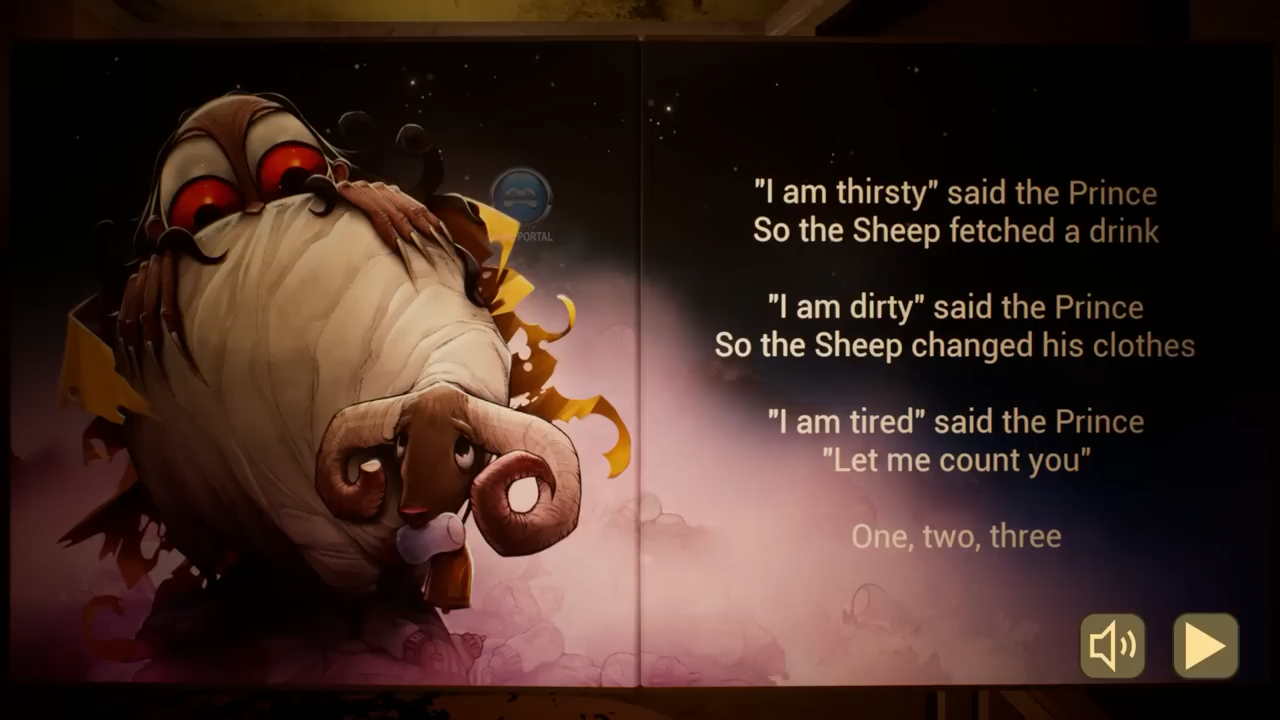 PORTAL
"I am thirsty" said the Prince
So the Sheep fetched a drink
"I am dirty" said the Prince
So the Sheep changed his clothes
"I am tired" said the Prince
"Let me count you"
One, two, three